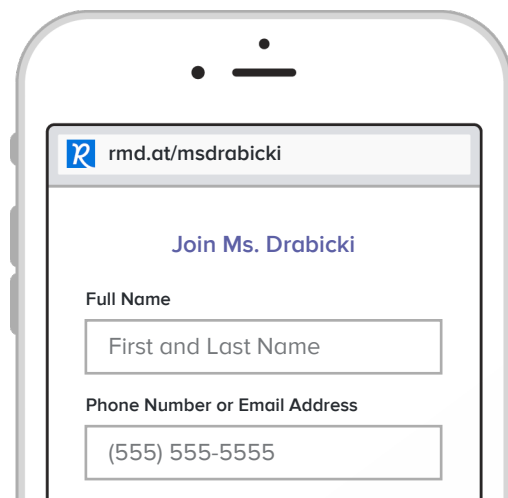 rmd.at/msdrabicki
Join Ms. Drabicki
Full Name
First and Last Name
Phone Number or Email Address
(555) 555-5555